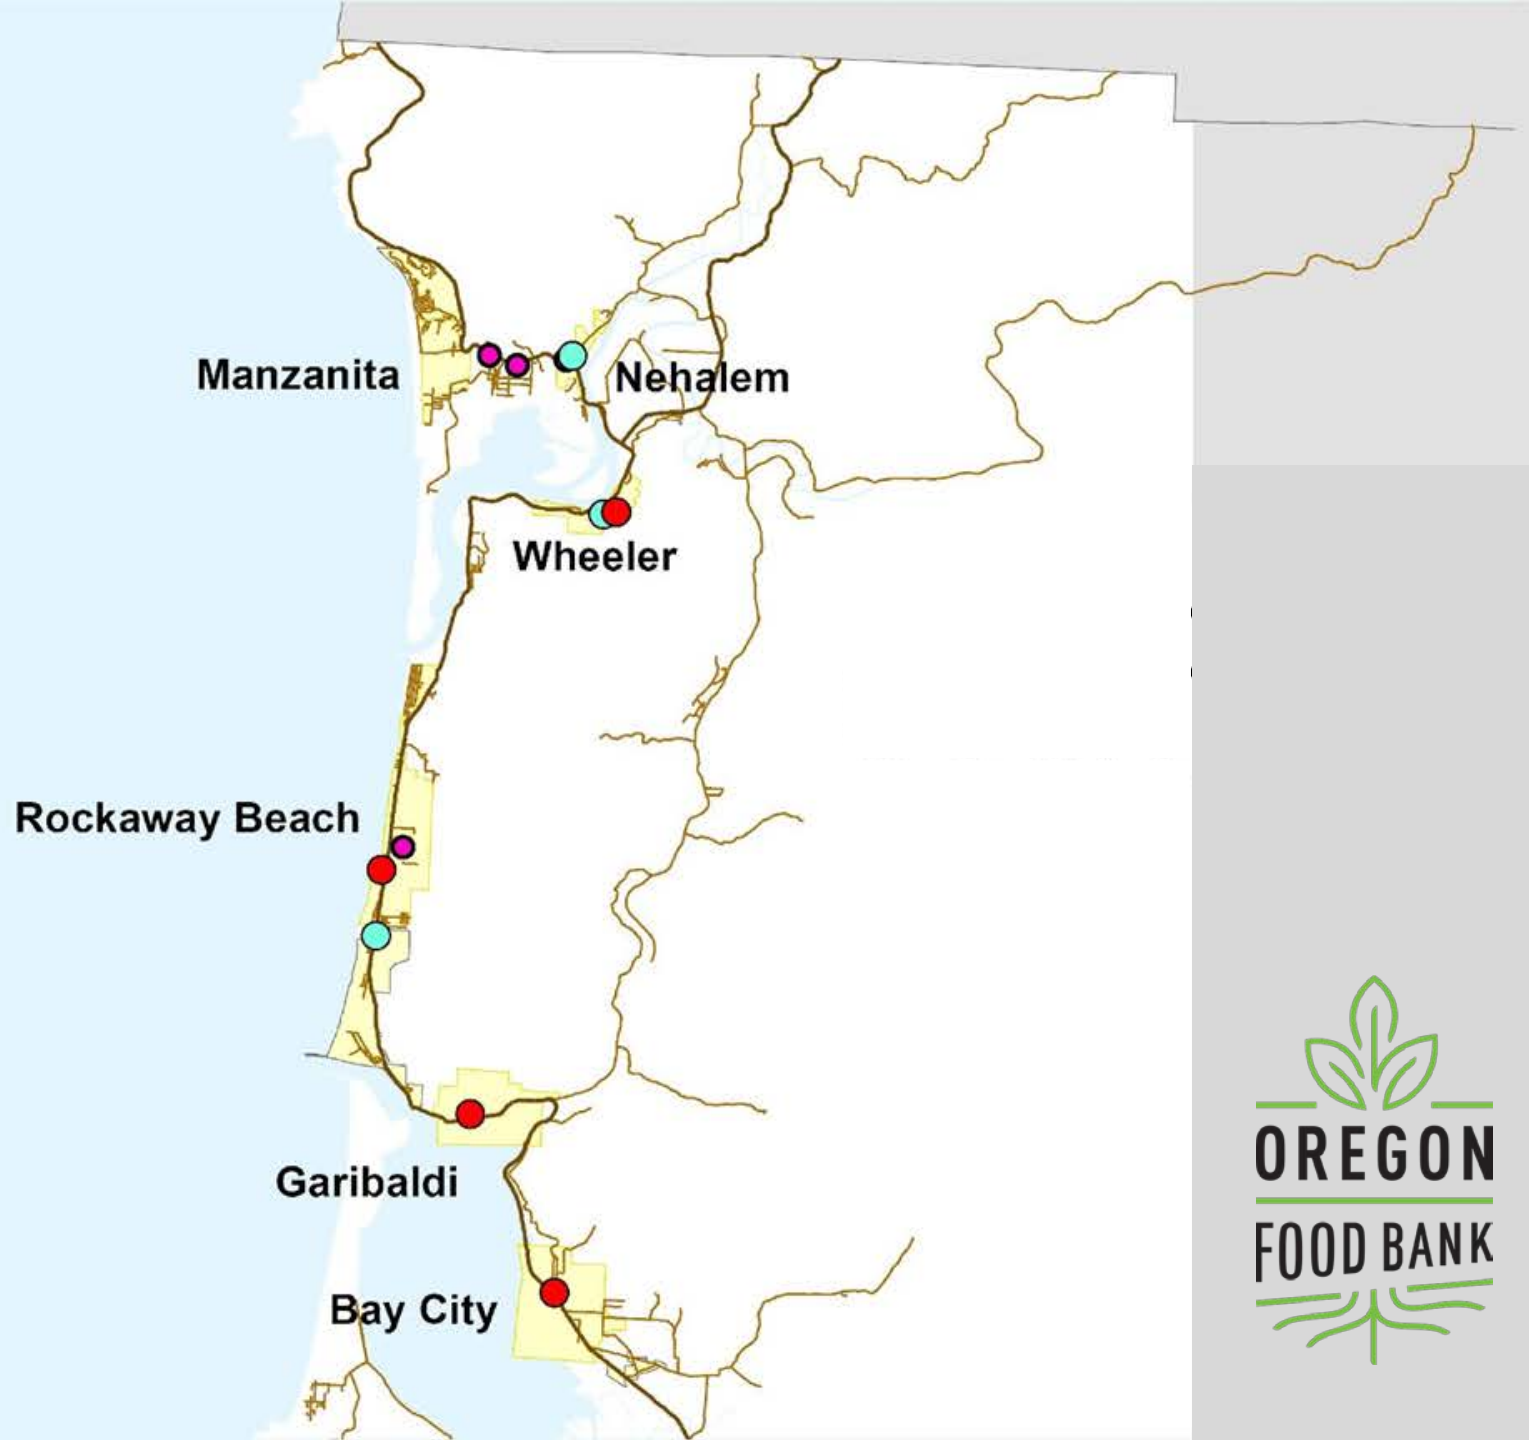 Manzanita
Nehalem
Wheeler
Rockaway Beach
Garibaldi
Bay City
OREGON
FOOD BANK